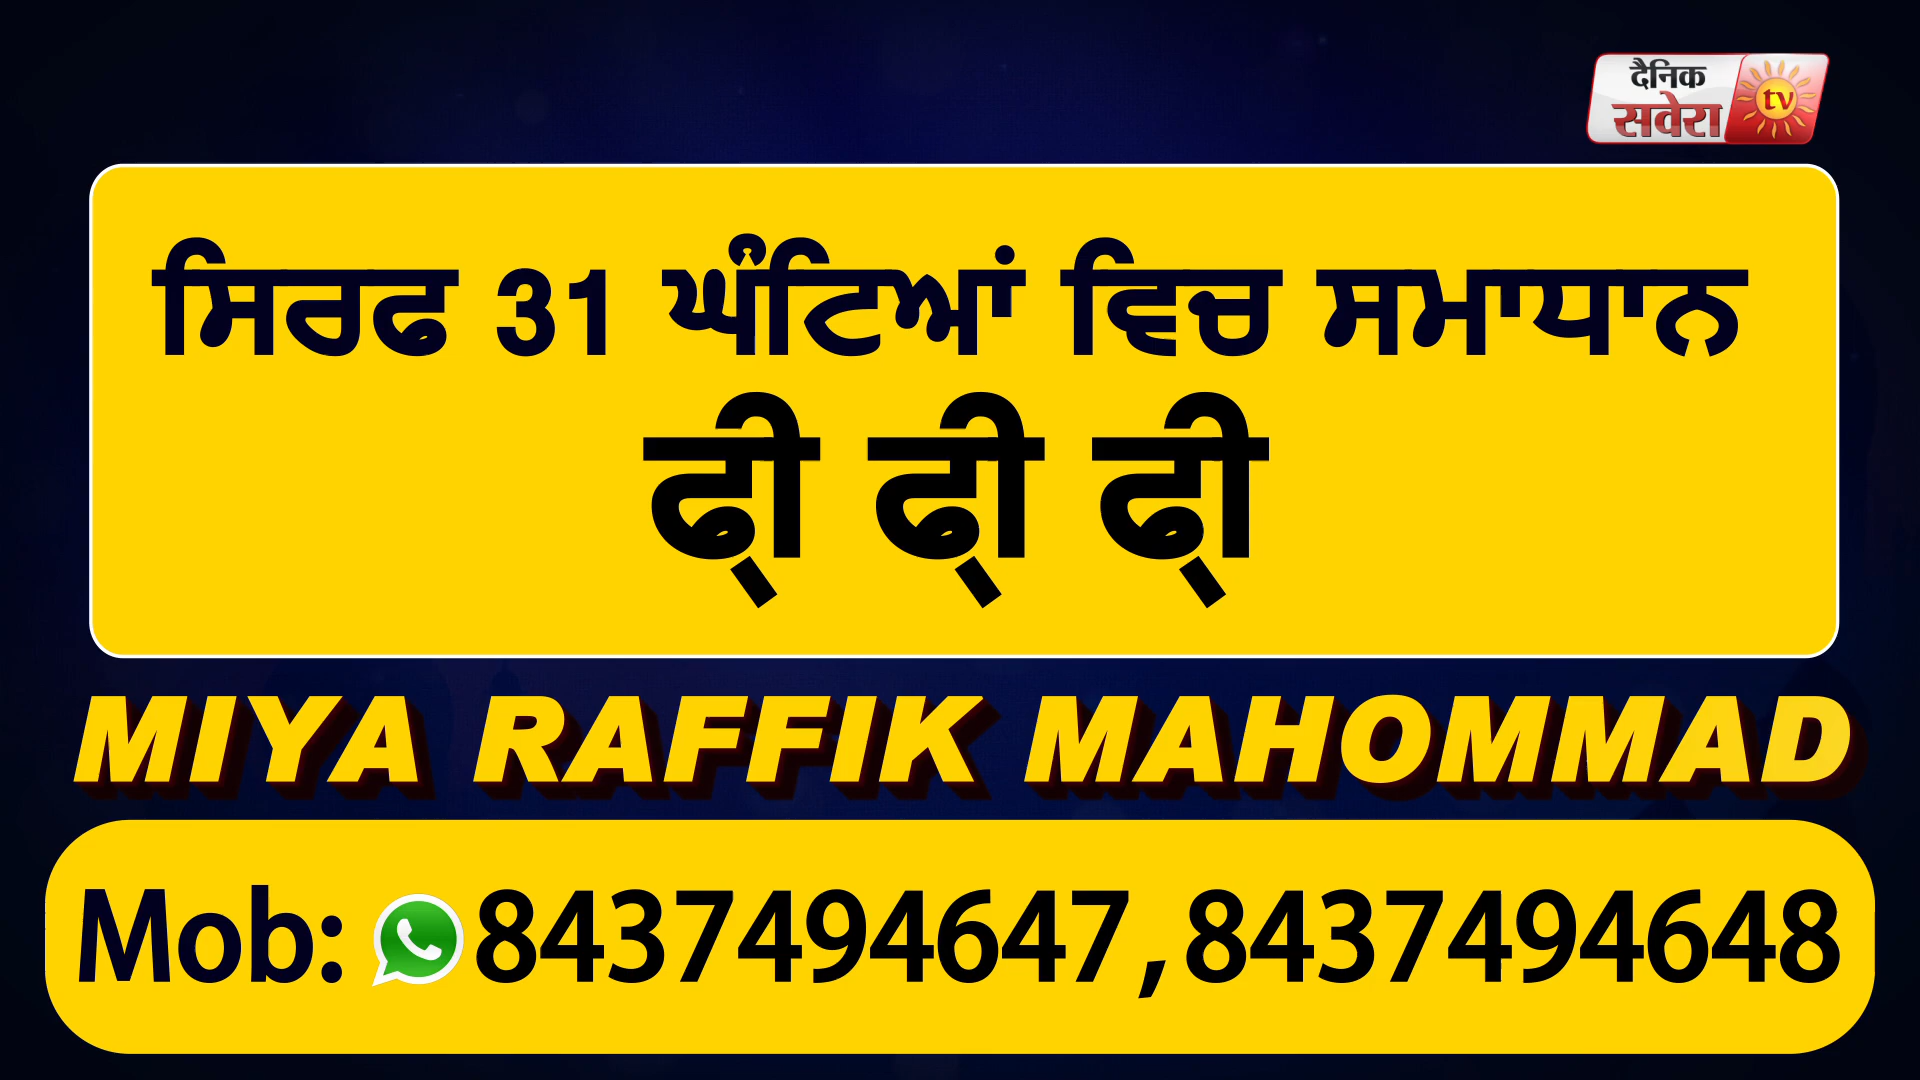 दैनिक
सवेरा tv
ਸਿਰਫ 31 ਘੰਟਿਆਂ ਵਿਚ ਸਮਾਧਾਨ
ਫ੍ਰੀ ਫ੍ਰੀ ਫ੍ਰੀ
MIYA RAFFIK MAHOMMAD
Mob: 8437494647, 8437494648